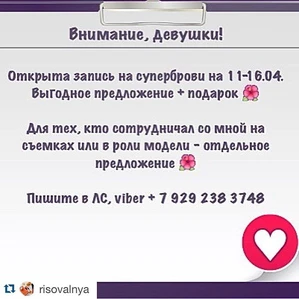 Внимание, девушки!
Открыта запись на суперброви на 11-16.04.
Выгодное предложение + подарок 🌺
Для тех, кто сотрудничал со мной на
съемках или в роли модели - отдельное
предложение 🌺
Пишите в ЛС, viber + 7 929 238 3748
risovalnya